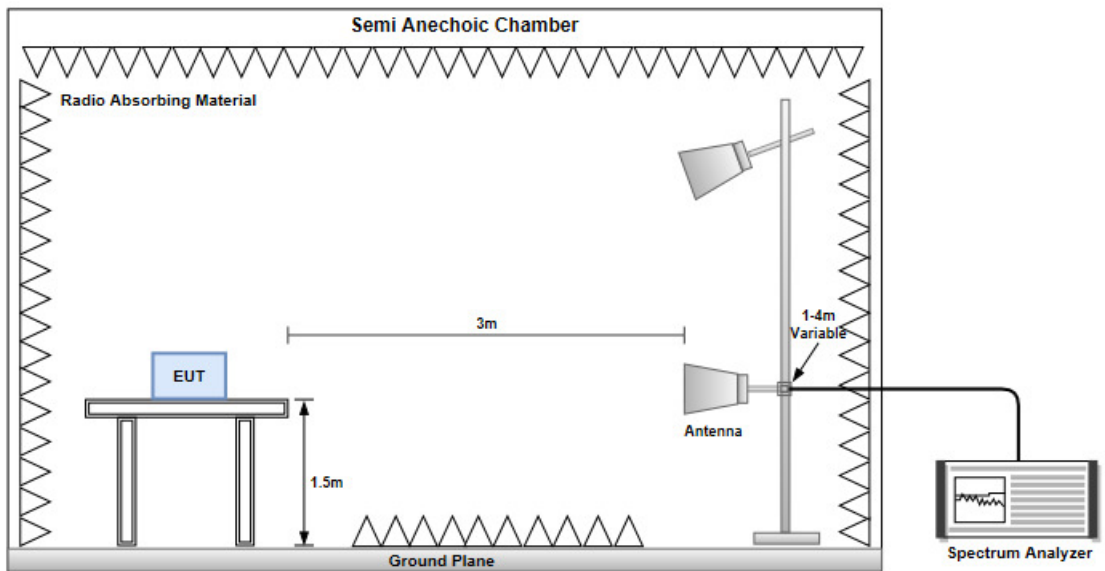 Semi Anechoic Chamber
Radio Absorbing Material
3m
1-4m
Variable
EUT
Antenna
1.5m
Ground Plane
Spectrum Analyzer